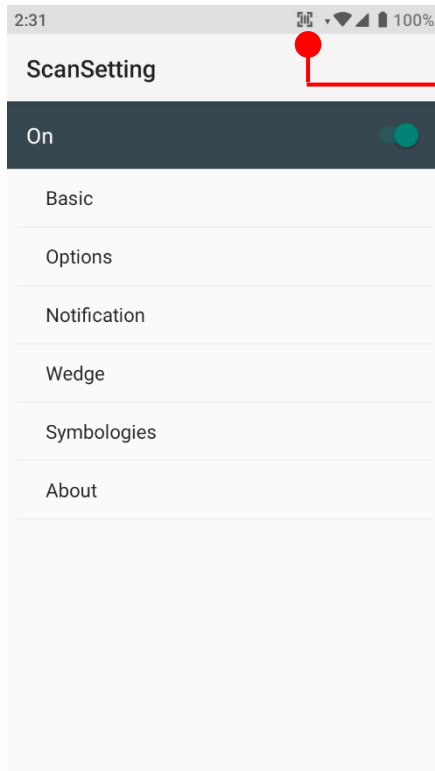 2:31 100%
ScanSetting
On
Basic
Options
Notification
Wedge
Symbologies
About